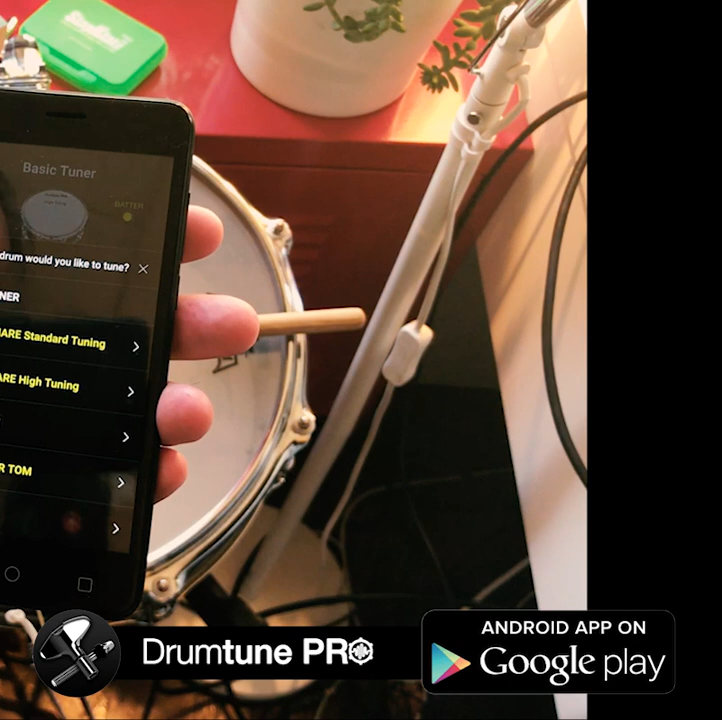 Basic Tuner
BATTER
drum would you like to tune?
NER
ARE Standard Tuning
ARE High Tuning
R TOM
Drumtune PRO
ANDROID APP ON
Google play